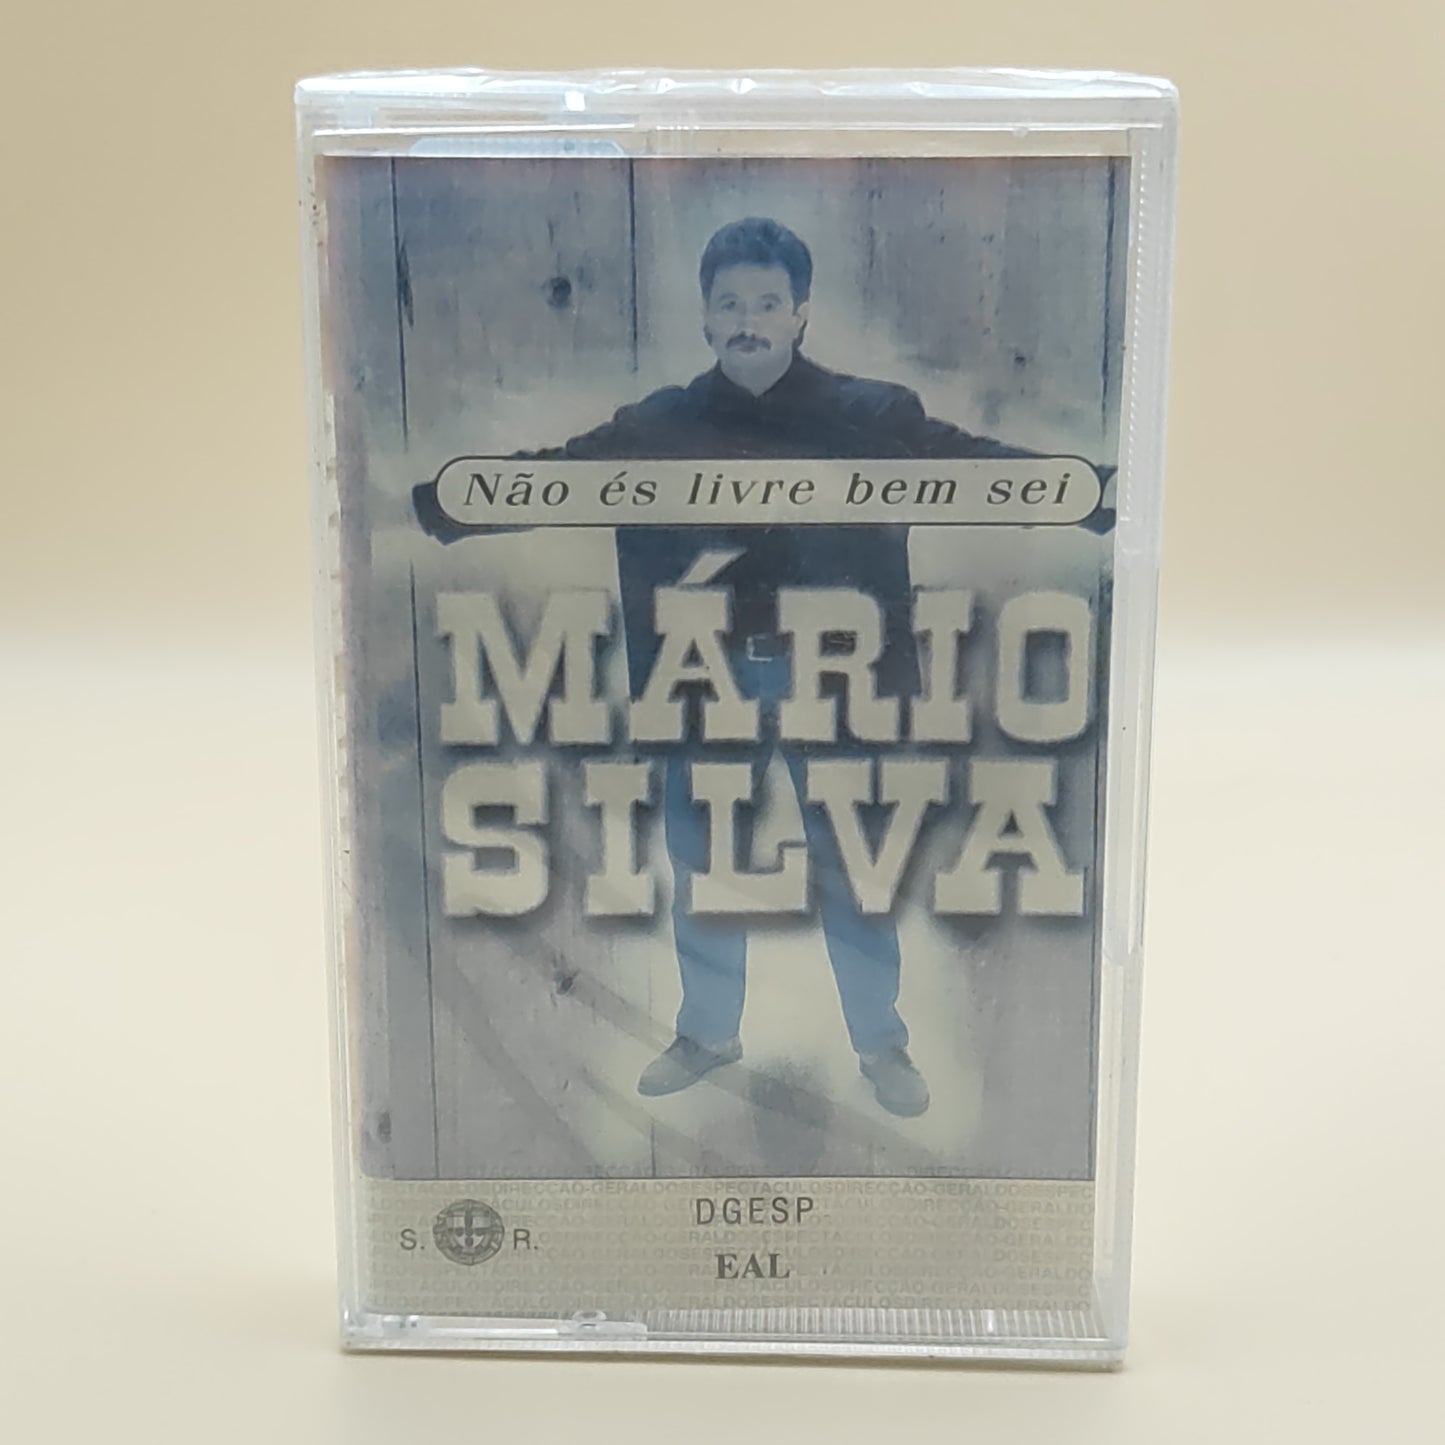 Não és livre bem sei
MÁRIO
SILVA
DGESP
S. R.
EAL